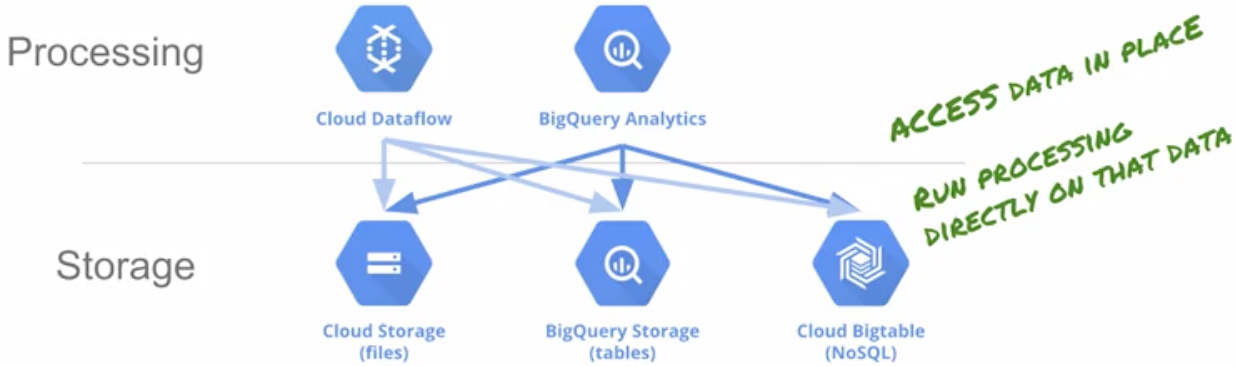 Processing
Cloud Dataflow
BigQuery Analytics
ACCESS DATA IN PLACE
RUN PROCESSING
DIRECTLY ON THAT DATA
Storage
Cloud Storage
(files)
BigQuery Storage
(tables)
Cloud Bigtable
(NoSQL)